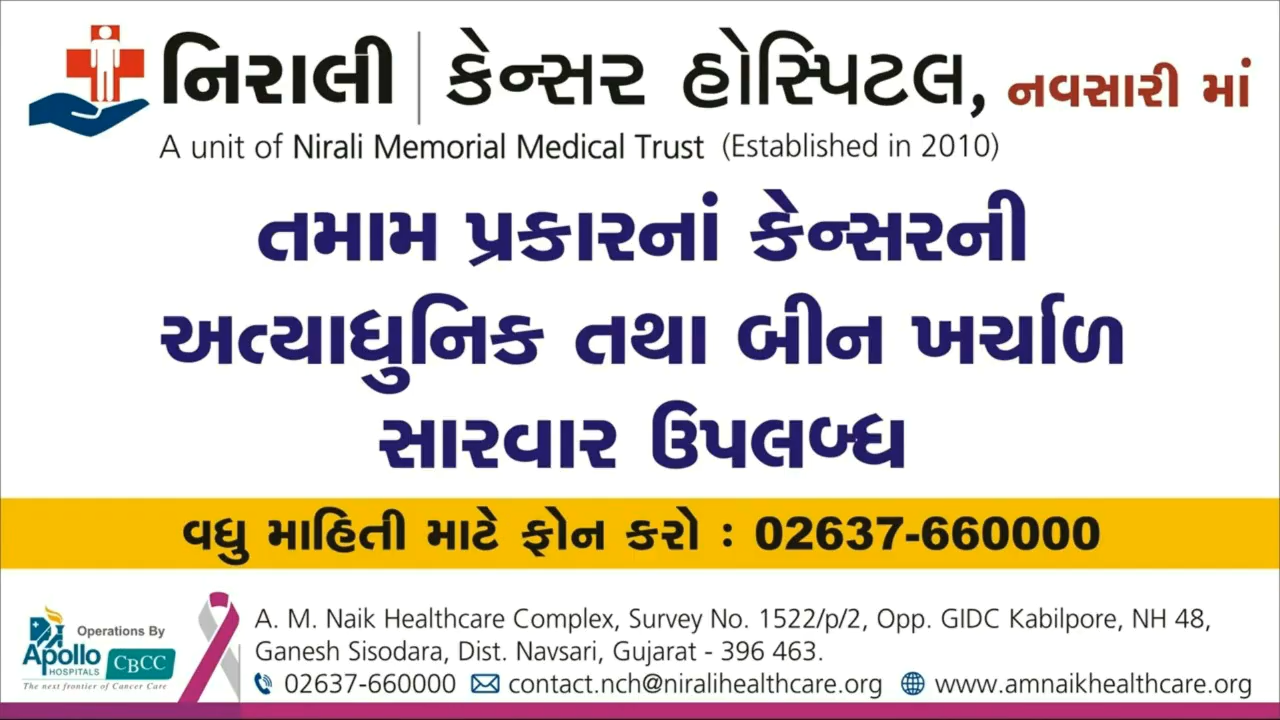 નિરાલી | કેન્સર હોસ્પિટલ, નવસારી માં
A unit of Nirali Memorial Medical Trust (Established in 2010)
તમામ પ્રકારનાં કેન્સરની
અત્યાધુનિક તથા બીન ખર્ચાળ
સારવાર ઉપલબ્ધ
વધુ માહિતી માટે ફોન કરો : 02637-660000
Operations By
Apollo
HOSPITALS
CBCC
The next frontier of Cancer Care
A. M. Naik Healthcare Complex, Survey No. 1522/p/2, Opp. GIDC Kabilpore, NH 48,
Ganesh Sisodara, Dist. Navsari, Gujarat - 396 463.
02637-660000 contact.nch@niralihealthcare.org www.amnaikhealthcare.org